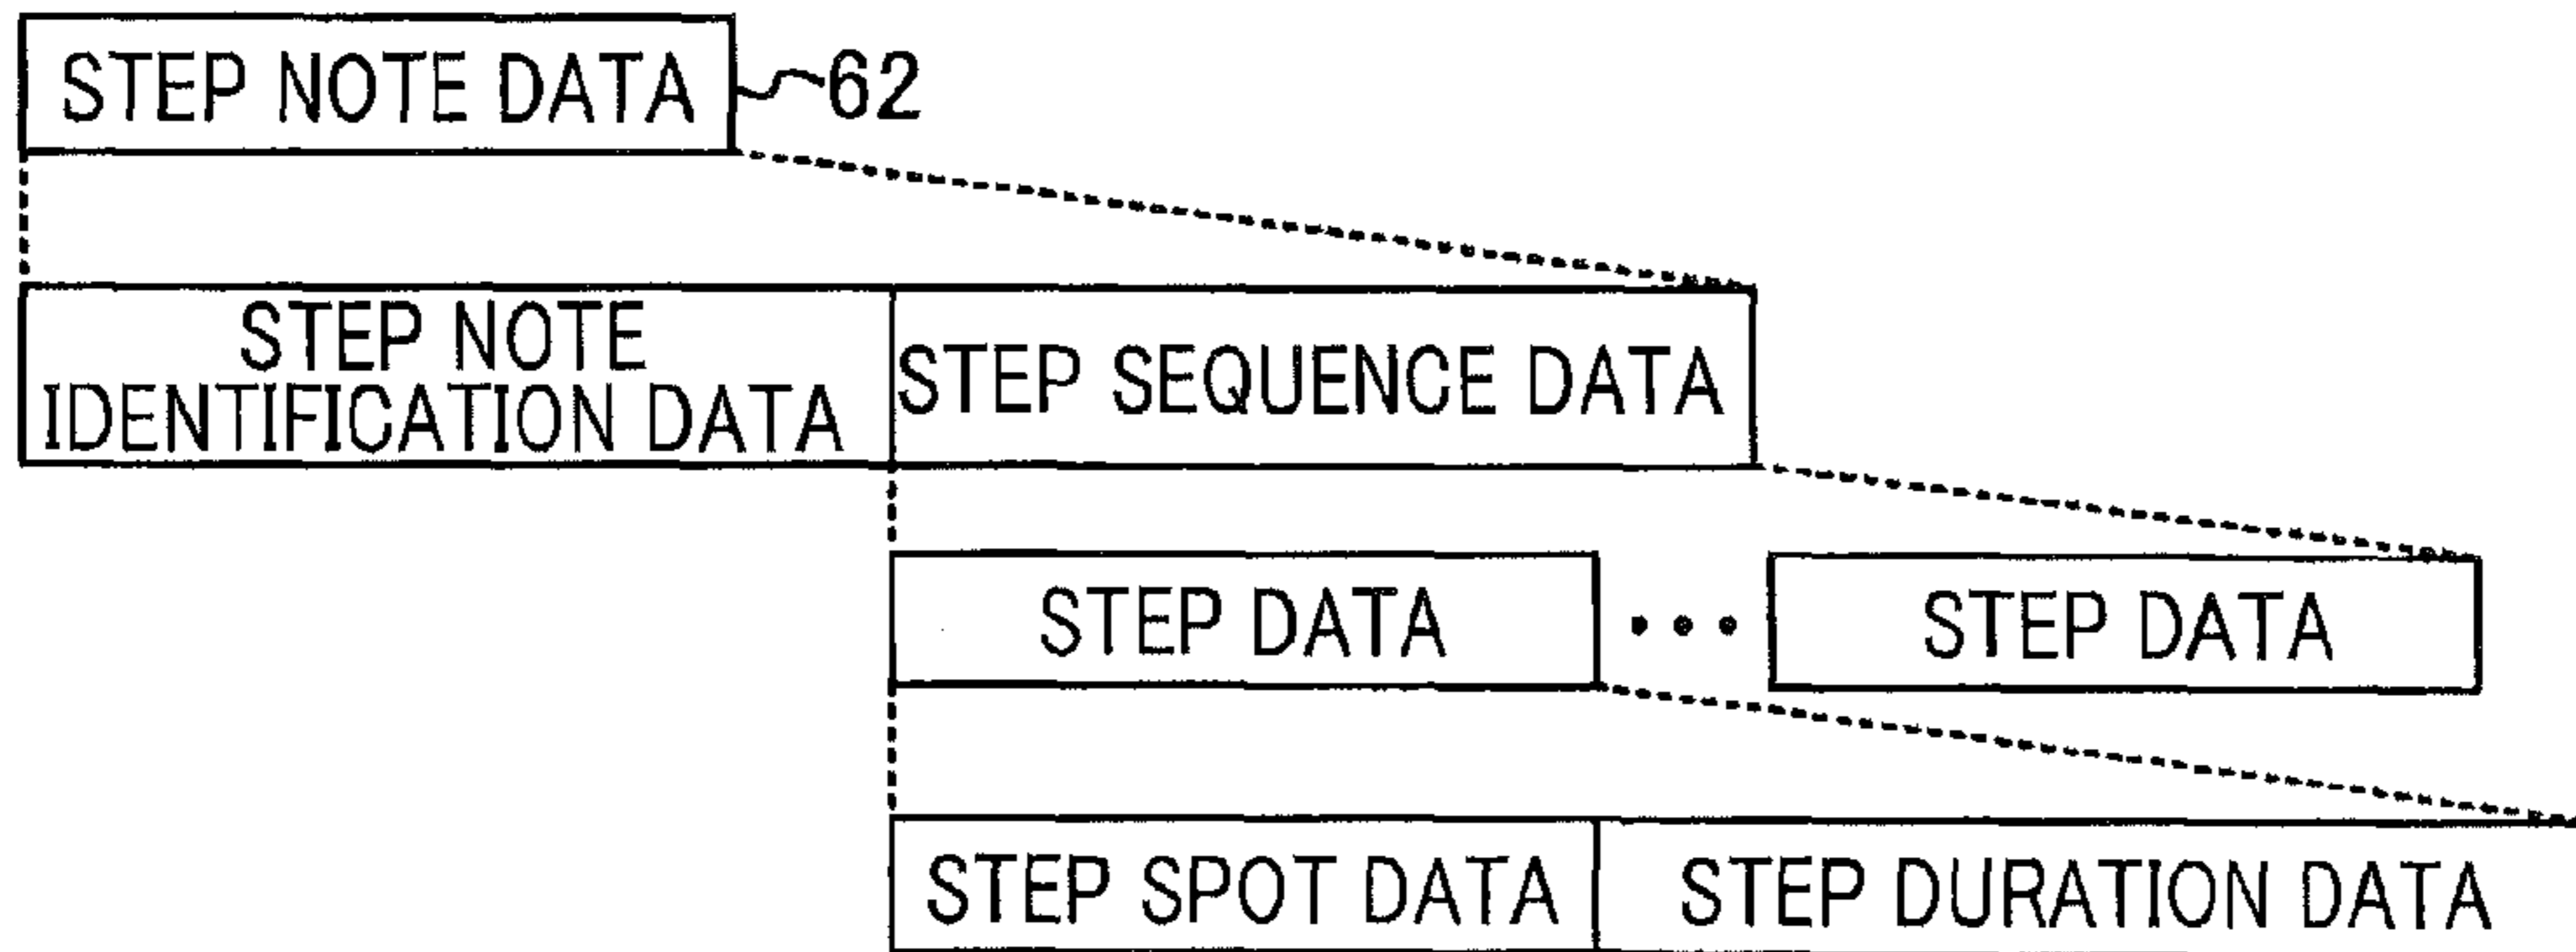 STEP NOTE DATA 62
STEP NOTE
IDENTIFICATION DATA
STEP SEQUENCE DATA
STEP DATA ••• STEP DATA
STEP SPOT DATA STEP DURATION DATA